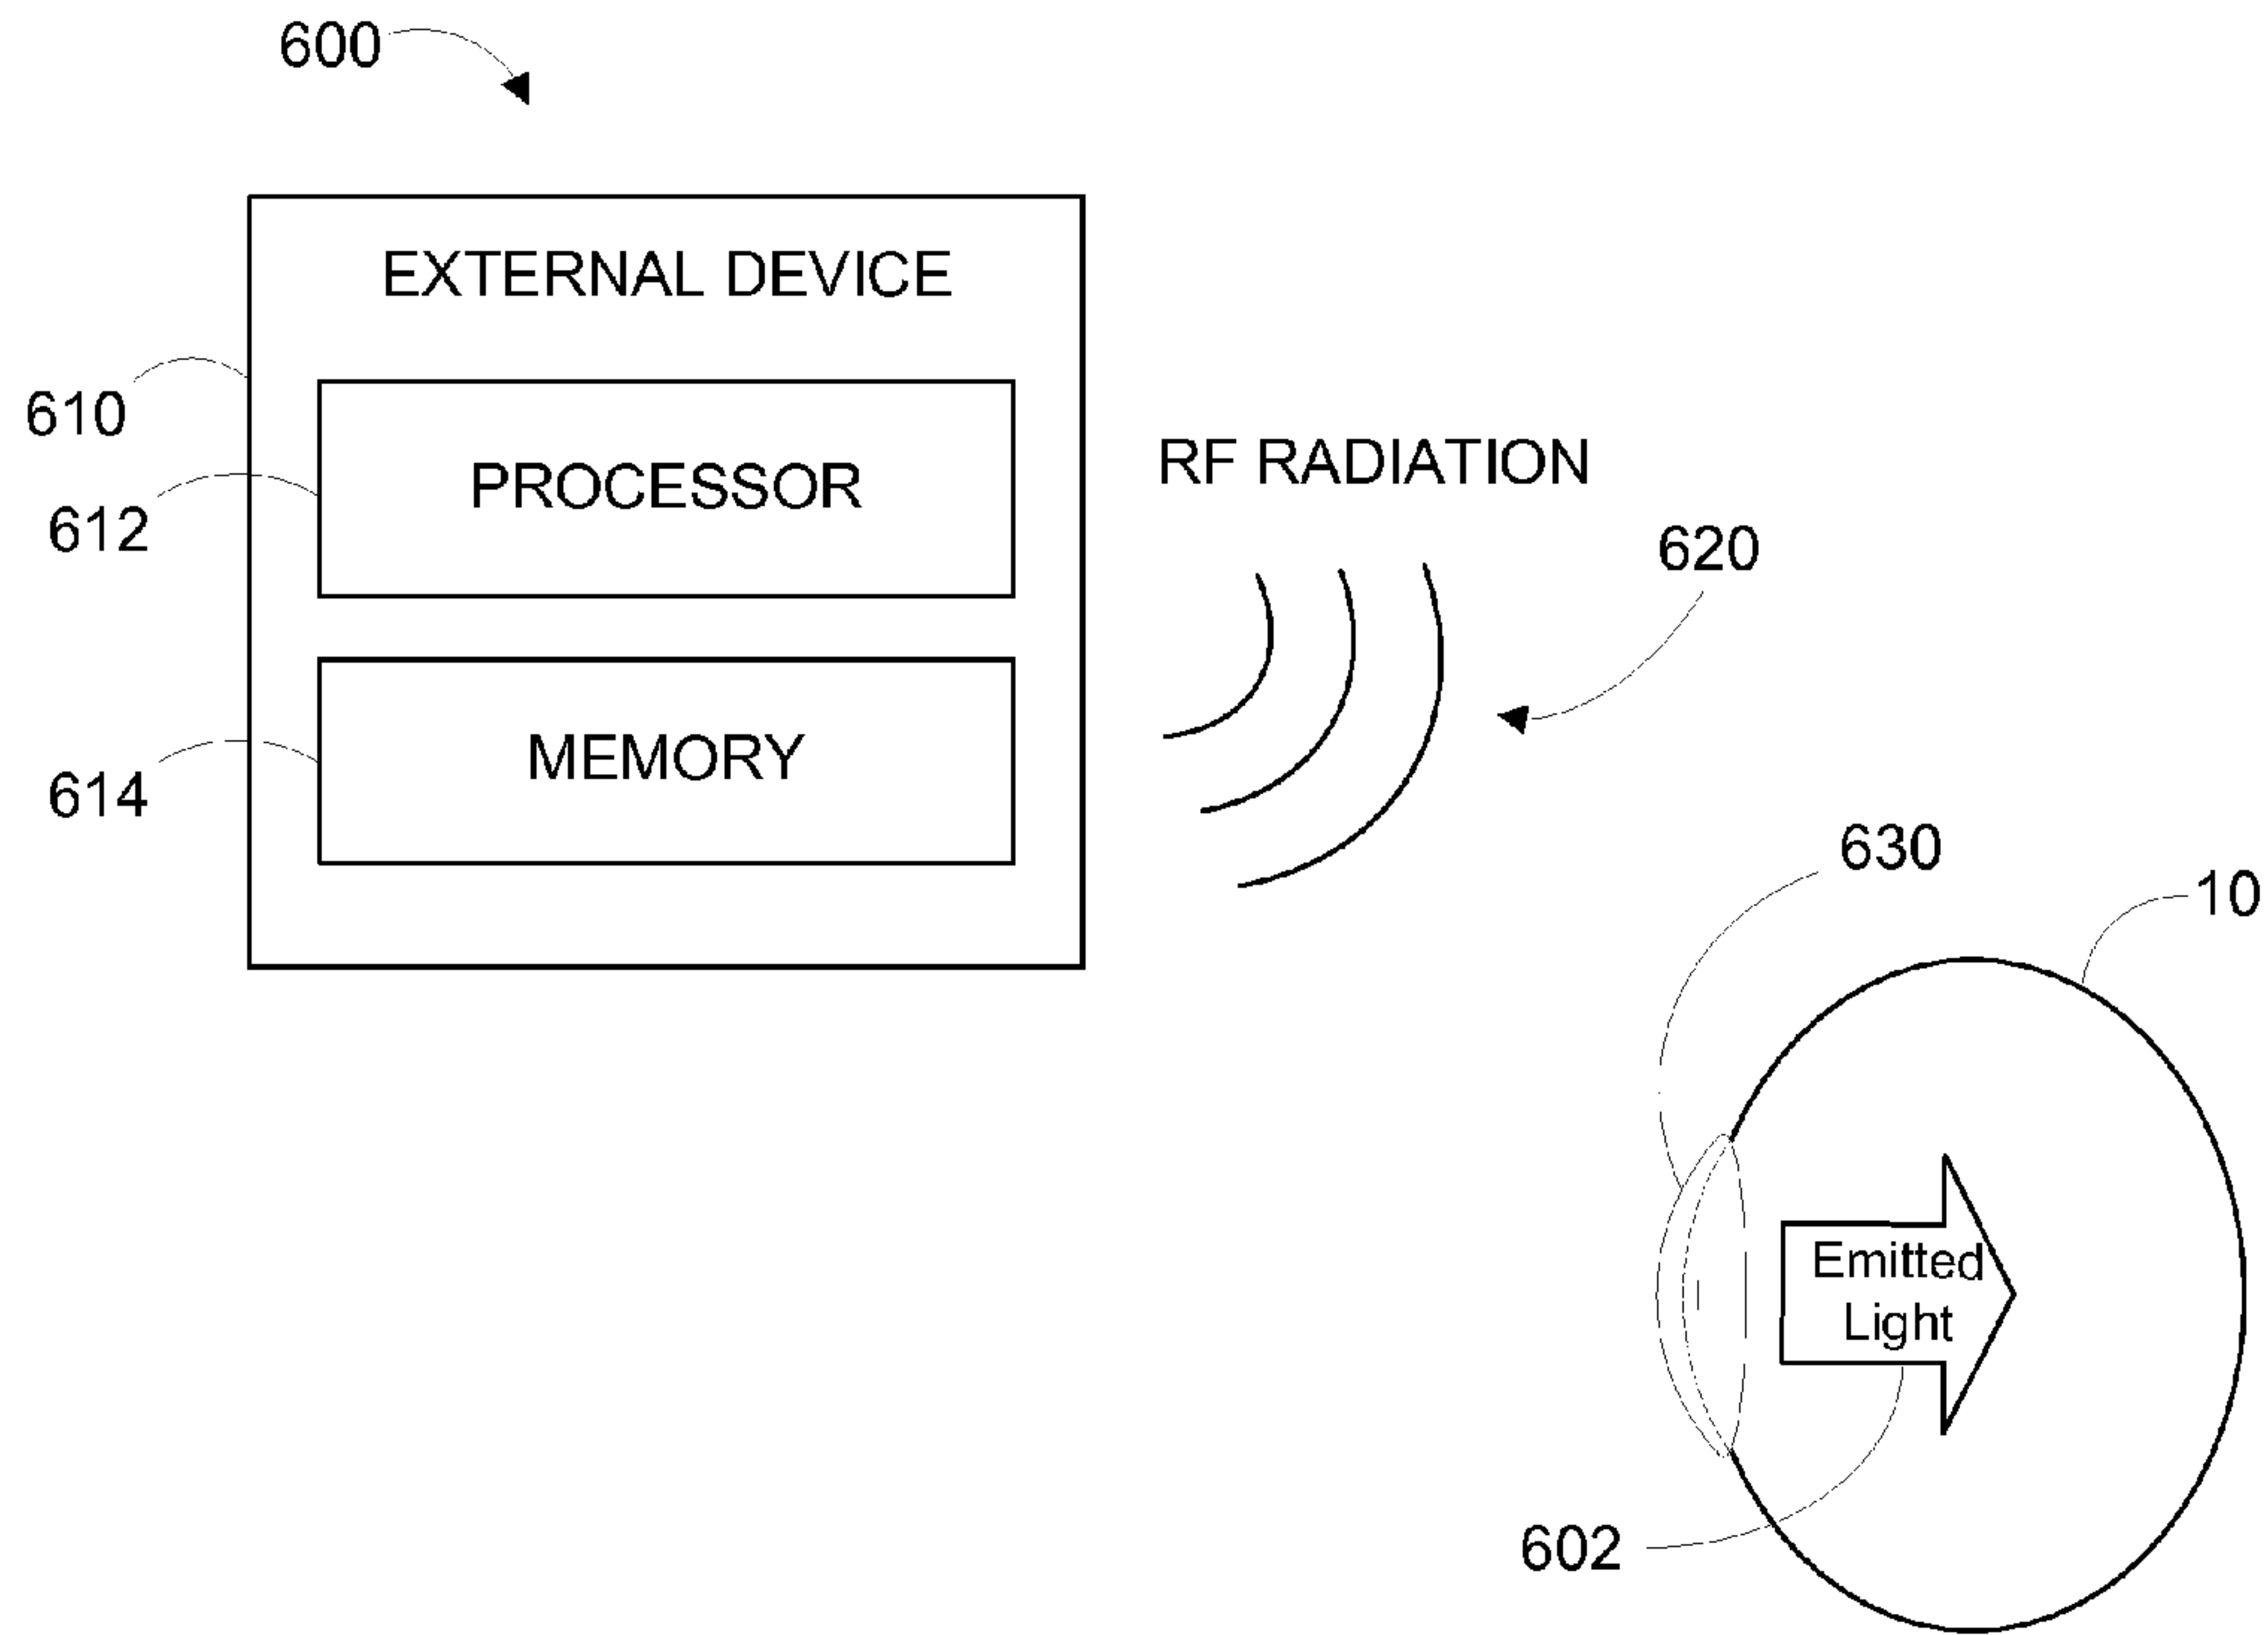 600
EXTERNAL DEVICE
610
PROCESSOR
612
RF RADIATION
620
MEMORY
614
630
10
Emitted
Light
602